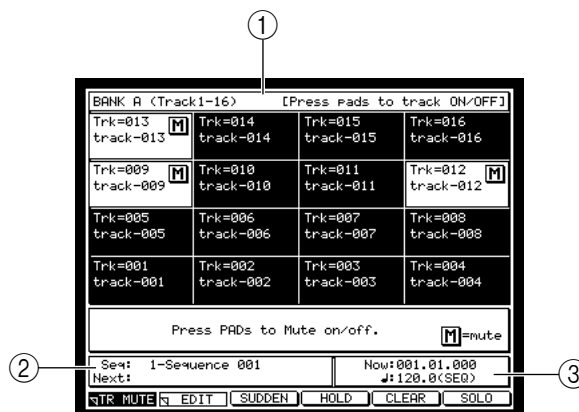 1
BANK A (Track1-16) [Press pads to track ON/OFF]
Trk=013 M Trk=014 Trk=015 Trk=016
track-013 track-014 track-015 track-016
Trk=009 M Trk=010 Trk=011 Trk=012 M
track-009 track-010 track-011 track-012
Trk=005 Trk=006 Trk=007 Trk=008
track-005 track-006 track-007 track-008
Trk=001 Trk=002 Trk=003 Trk=004
track-001 track-002 track-003 track-004
Press PADs to Mute on/off. M=mute
2 Seq: 1-Sequence 001 Now:001.01.000
Next: ♩:120.0(SEQ) 3
TR MUTE EDIT SUDDEN HOLD CLEAR SOLO